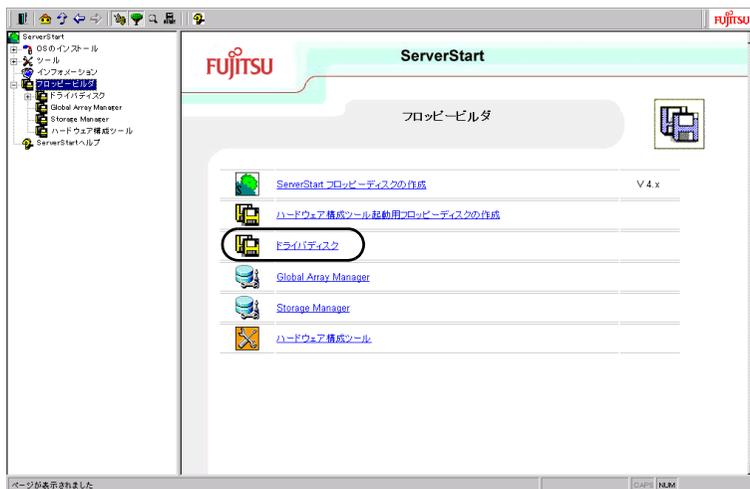 FUJITSU
ServerStart
OSのインストール
ツール
インフォメーション
フロッピービルダ
ドライバディスク
Global Array Manager
Storage Manager
ハードウェア構成ツール
ServerStartヘルプ
FUJITSU
ServerStart
フロッピービルダ
ServerStart フロッピーディスクの作成
V 4.x
ハードウェア構成ツール起動用フロッピーディスクの作成
ドライバディスク
Global Array Manager
Storage Manager
ハードウェア構成ツール
ページが表示されました
CAPS
NUM